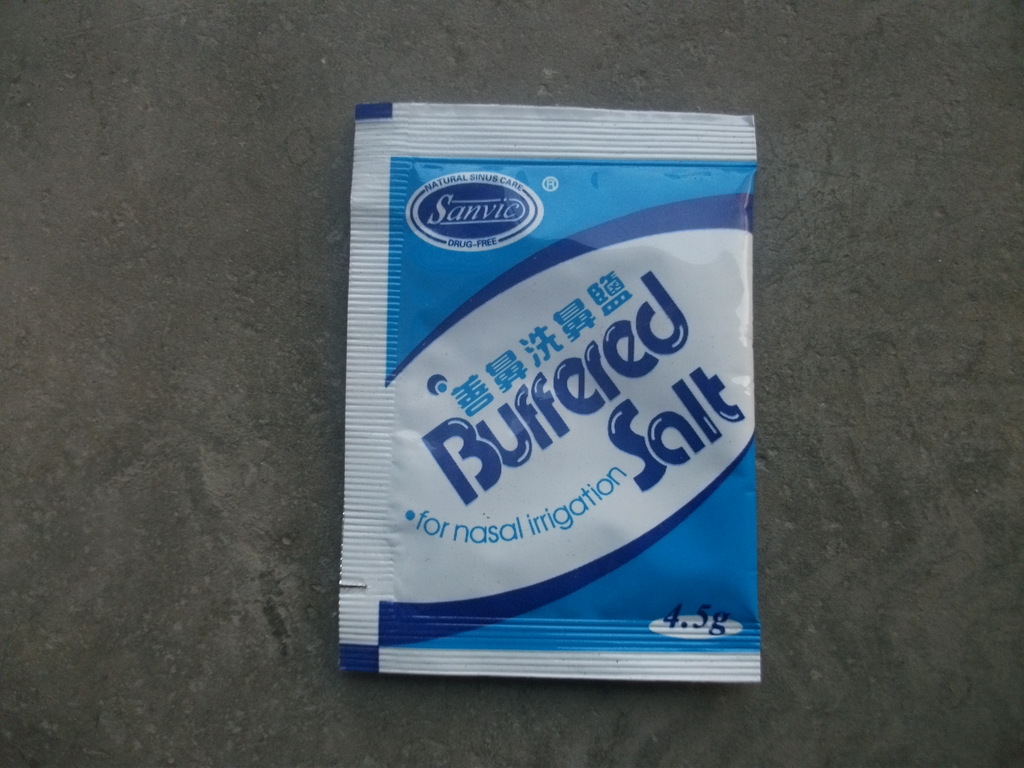 NATURAL SINUS CARE
Sanvic
DRUG-FREE
®
善鼻洗鼻鹽
Buffered
Salt
•for nasal irrigation
4.5g